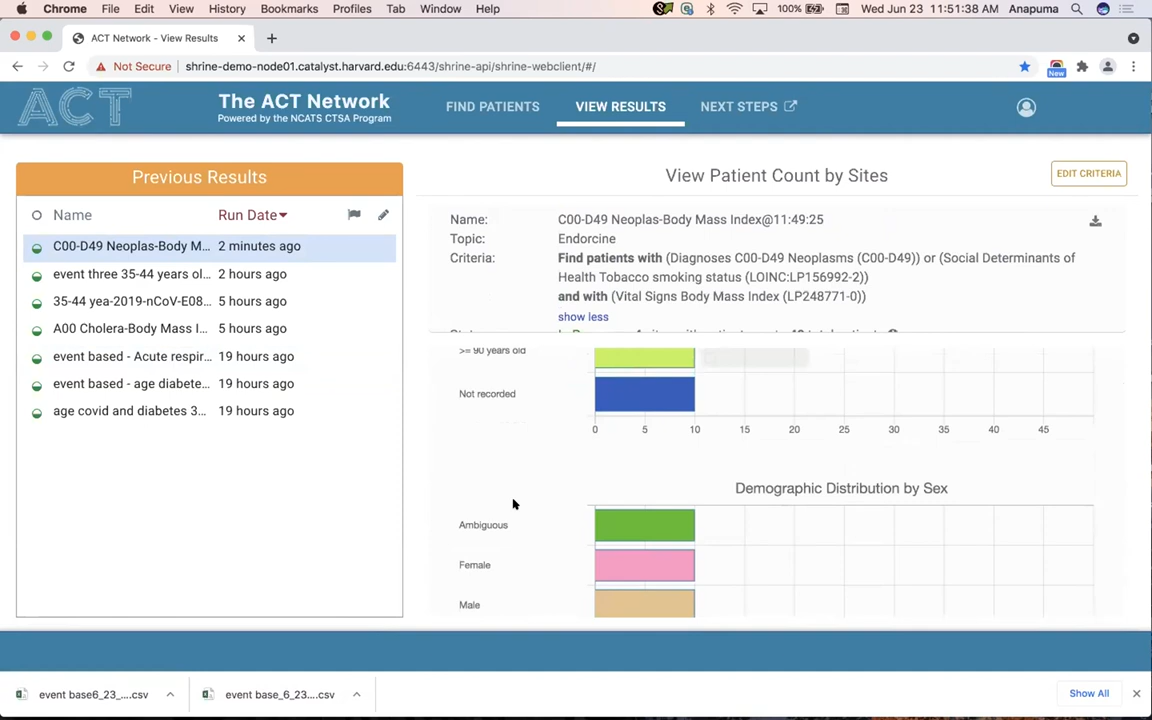 Chrome File Edit View History Bookmarks Profiles Tab Window Help 100% Wed Jun 23 11:51:38 AM Anapuma
ACT Network - View Results
Not Secure shrine-demo-node01.catalyst.harvard.edu:6443/shrine-api/shrine-webclient/#/ New
ACT The ACT Network FIND PATIENTS VIEW RESULTS NEXT STEPS
Powered by the NCATS CTSA Program
Previous Results
Name Run Date
C00-D49 Neoplas-Body M... 2 minutes ago
event three 35-44 years ol... 2 hours ago
35-44 yea-2019-nCoV-E08... 5 hours ago
A00 Cholera-Body Mass I... 5 hours ago
event based - Acute respir... 19 hours ago
event based - age diabete... 19 hours ago
age covid and diabetes 3... 19 hours ago
View Patient Count by Sites
EDIT CRITERIA
Name: C00-D49 Neoplas-Body Mass Index@11:49:25
Topic: Endorcine
Criteria: Find patients with (Diagnoses C00-D49 Neoplasms (C00-D49)) or (Social Determinants of
Health Tobacco smoking status (LOINC:LP156992-2))
and with (Vital Signs Body Mass Index (LP248771-0))
show less
>= 90 years old
Not recorded
0 5 10 15 20 25 30 35 40 45
Demographic Distribution by Sex
Ambiguous
Female
Male
event base6_23_....csv event base_6_23....csv Show All